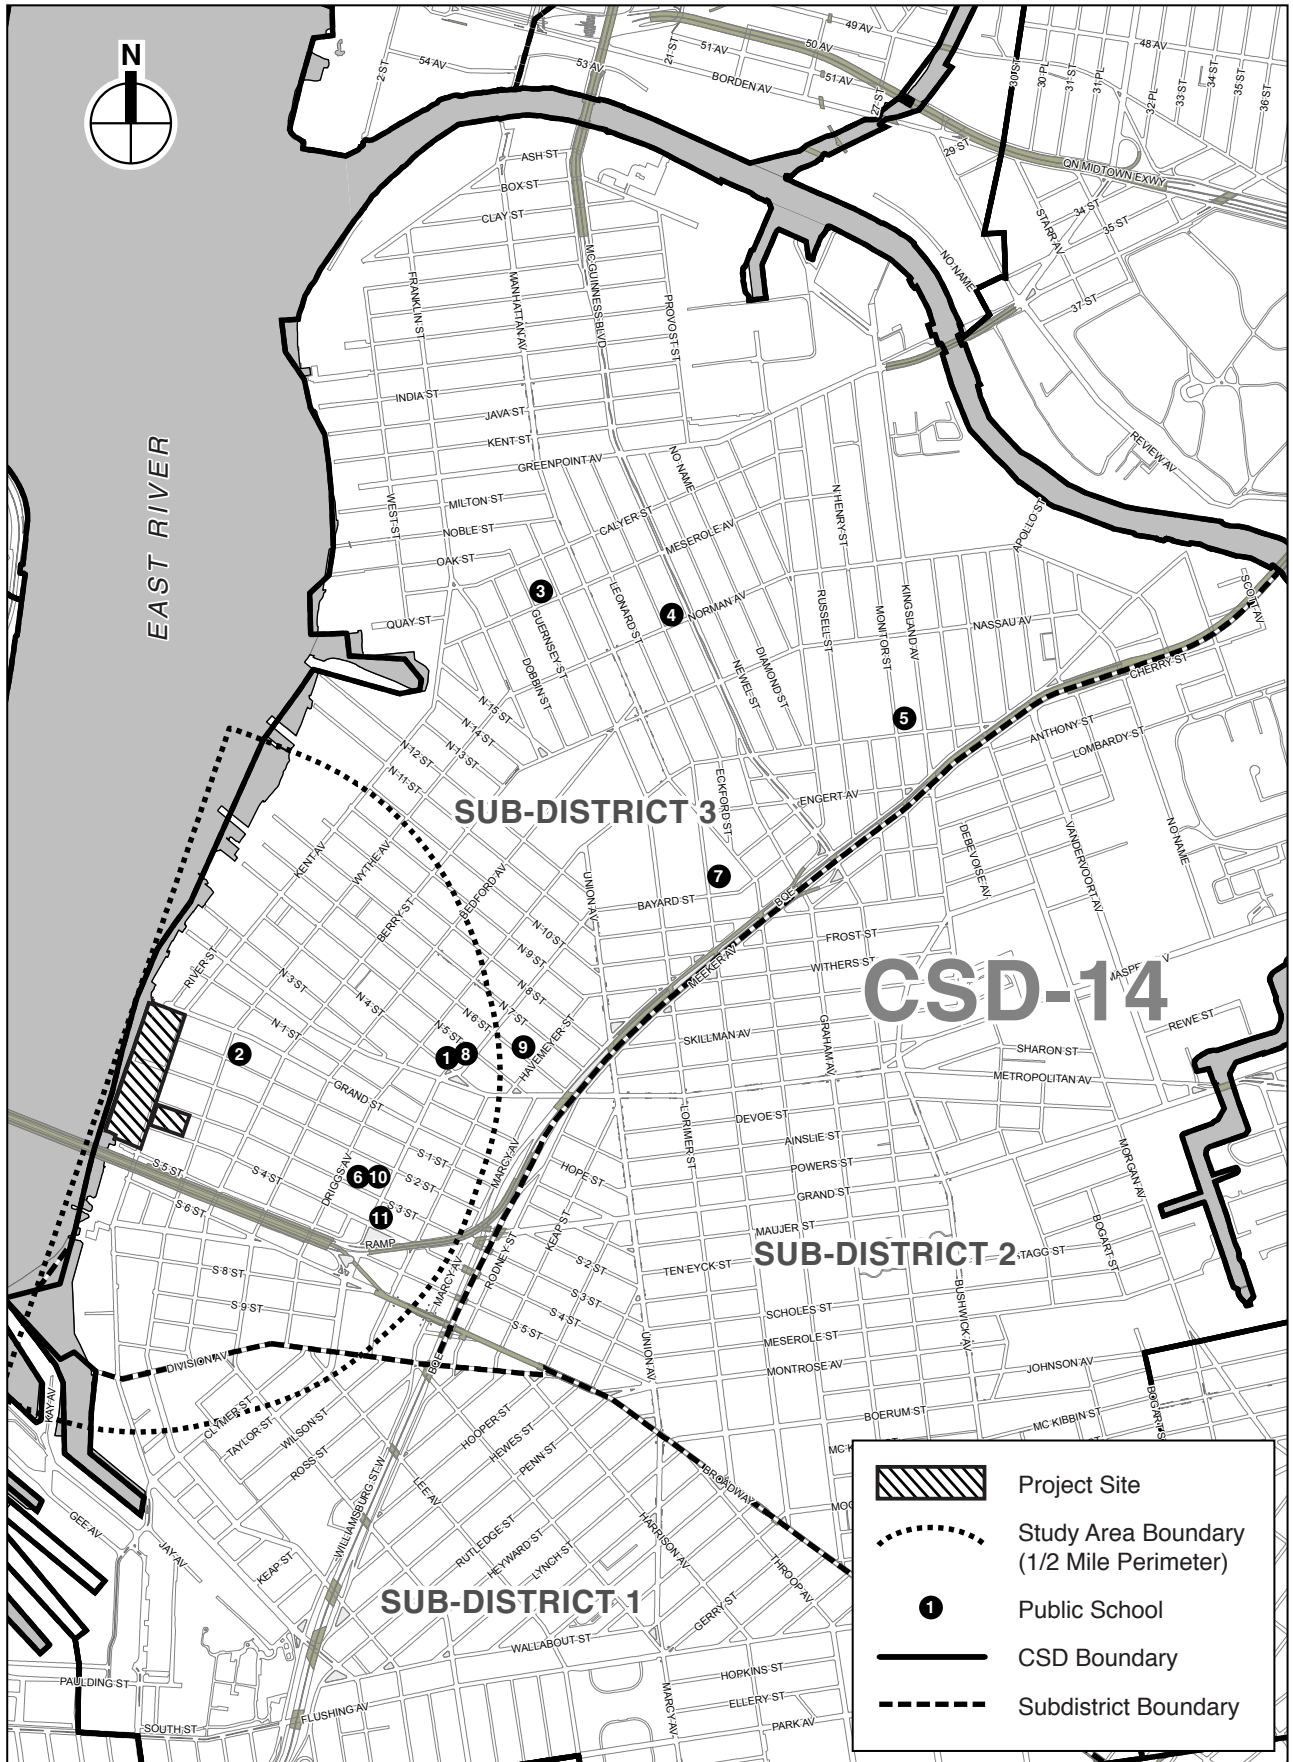 N
EAST RIVER
2 ST
54 AV
53 AV
21 ST
51 AV
50 AV
49 AV
48 AV
BORDEN AV
51 AV
27 ST
30 ST
30 PL
31 ST
31 PL
32 PL
33 ST
34 ST
35 ST
36 ST
29 ST
QN MIDTOWN EXWY
34 ST
35 ST
STARR AV
37 ST
NO NAME
REVIEW AV
ASH ST
BOX ST
CLAY ST
FRANKLIN ST
MANHATTAN AV
MC GUINNESS BLVD
PROVOST ST
INDIA ST
JAVA ST
KENT ST
GREENPOINT AV
NO NAME
WEST ST
MILTON ST
NOBLE ST
CALYER ST
MESEROLE AV
OAK ST
N HENRY ST
APOLLO ST
3
4
QUAY ST
GUERNSEY ST
LEONARD ST
NORMAN AV
RUSSELL ST
MONITOR ST
KINGSLAND AV
NASSAU AV
SCOTT AV
CHERRY ST
DOBBIN ST
NEWEL ST
DIAMOND ST
5
ANTHONY ST
LOMBARDY ST
N 15 ST
N 14 ST
N 13 ST
N 12 ST
N 11 ST
SUB-DISTRICT 3
ECKFORD ST
ENGERT AV
DEBEVOISE AV
VANDERVOORT AV
NO NAME
KENT AV
WYTHE AV
BERRY ST
BEDFORD AV
UNION AV
7
BAYARD ST
BQE
MEEKER AV
FROST ST
WITHERS ST
CSD-14
N 10 ST
N 9 ST
N 8 ST
N 7 ST
N 6 ST
N 5 ST
N 4 ST
N 3 ST
N 1 ST
RIVER ST
2
1
8
9
HAVEMEYER ST
SKILLMAN AV
GRAHAM AV
REWE ST
SHARON ST
METROPOLITAN AV
GRAND ST
LORIMER ST
DEVOE ST
AINSLIE ST
POWERS ST
GRAND ST
MORGAN AV
MARCY AV
HOPE ST
S 1 ST
S 2 ST
S 3 ST
DRIGGS AV
6
10
11
S 5 ST
S 4 ST
S 6 ST
RAMP
KEAP ST
RODNEY ST
MARCY AV
MAUJER ST
SUB-DISTRICT 2
STAGG ST
BOGART ST
TEN EYCK ST
S 8 ST
S 9 ST
S 2 ST
S 3 ST
S 4 ST
S 5 ST
UNION AV
SCHOLES ST
MESEROLE ST
MONTROSE AV
BUSHWICK AV
JOHNSON AV
BOERUM ST
MC KIBBIN ST
DIVISION AV
BQE
KAY AV
CLYMER ST
TAYLOR ST
WILSON ST
ROSS ST
HOOPER ST
HEWES ST
PENN ST
LEE AV
WILLIAMSBURG ST W
BROADWAY
HARRISON AV
THROOP AV
GEE AV
JAY AV
KEAP ST
RUTLEDGE ST
HEYWARD ST
LYNCH ST
SUB-DISTRICT 1
GERRY ST
WALLABOUT ST
PAULDING ST
SOUTH ST
FLUSHING AV
MARCY AV
HOPKINS ST
ELLERY ST
PARK AV
Project Site
Study Area Boundary
(1/2 Mile Perimeter)
1
Public School
CSD Boundary
Subdistrict Boundary